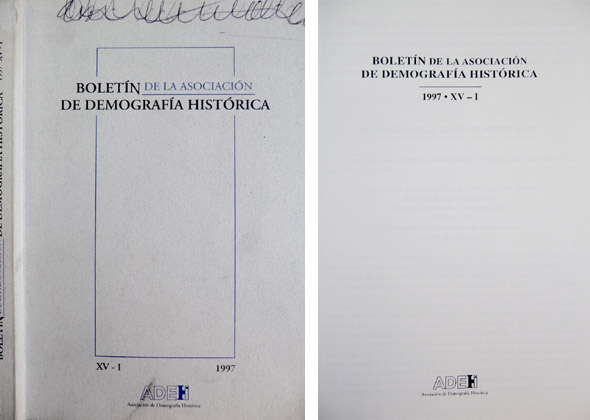 BOLETÍN DE LA ASOCIACIÓN
DE DEMOGRAFÍA HISTÓRICA
XV - I 1997
ADEH
Asociación de Demografía Histórica
BOLETÍN DE LA ASOCIACIÓN
DE DEMOGRAFÍA HISTÓRICA
1997 • XV – I
ADEH
Asociación de Demografía Histórica